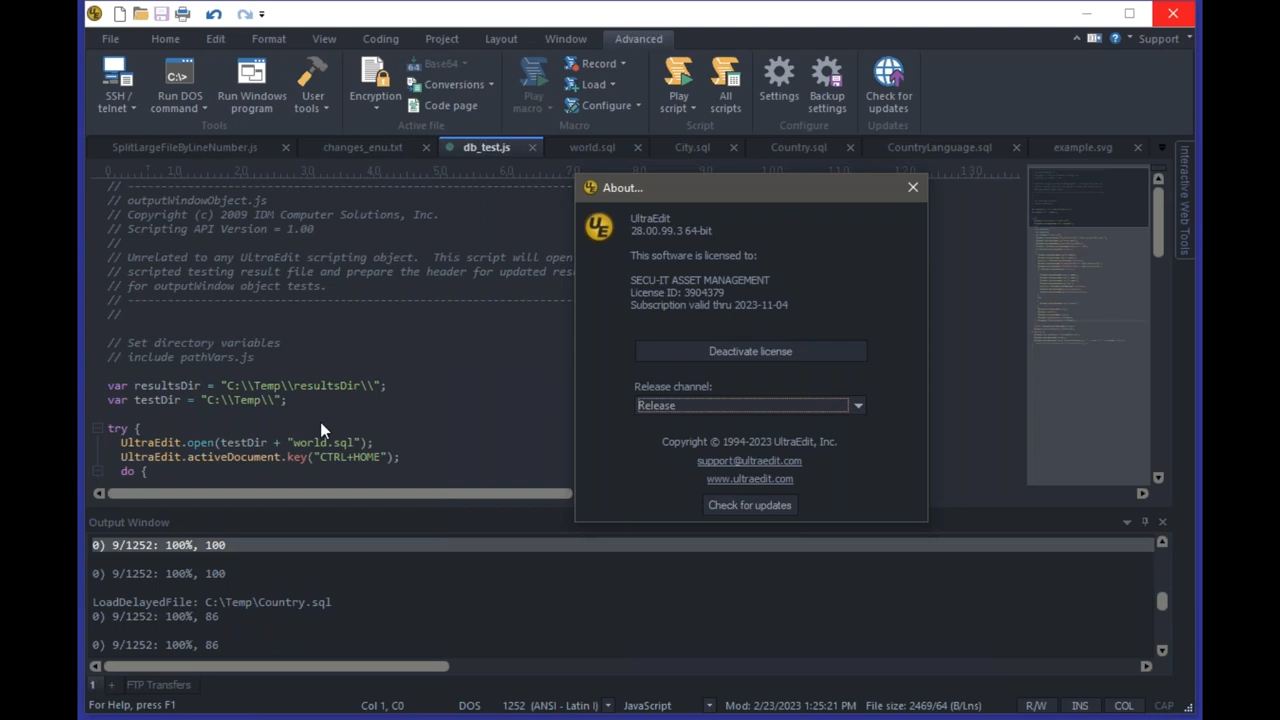 File Home Edit Format View Coding Project Layout Window Advanced Support
SSH / telnet
Run DOS command
Run Windows program
User tools
Tools
Encryption
Base64
Conversions
Code page
Active file
Play macro
Record
Load
Configure
Macro
Play script
All scripts
Script
Settings
Backup settings
Configure
Check for updates
Updates
SplitLargeFileByLineNumber.js changes_enu.txt db_test.js world.sql City.sql Country.sql CountryLanguage.sql example.svg
// outputWindowObject.js
// Copyright (c) 2009 IDM Computer Solutions, Inc.
// Scripting API Version = 1.00
//
// Unrelated to any UltraEdit scripting object. This script will open
// scripted testing result file and prepare the header for updated res
// for outputWindow object tests.
// ----------------------------------------------------------------------
//
// Set directory variables
// include pathVars.js
var resultsDir = "C:\\Temp\\resultsDir\\";
var testDir = "C:\\Temp\\";
try {
UltraEdit.open(testDir + "world.sql");
UltraEdit.activeDocument.key("CTRL+HOME");
do {
About...
UltraEdit
28.00.99.3 64-bit
This software is licensed to:
SECU-IT ASSET MANAGEMENT
License ID: 3904379
Subscription valid thru 2023-11-04
Deactivate license
Release channel:
Release
Copyright © 1994-2023 UltraEdit, Inc.
support@ultraedit.com
www.ultraedit.com
Check for updates
Interactive Web Tools
Output Window
0) 9/1252: 100%, 100
0) 9/1252: 100%, 100
LoadDelayedFile: C:\Temp\Country.sql
0) 9/1252: 100%, 86
0) 9/1252: 100%, 86
1 + FTP Transfers
For Help, press F1 Col 1, C0 DOS 1252 (ANSI - Latin I) JavaScript Mod: 2/23/2023 1:25:21 PM File size: 2469/64 (B/Lns) R/W INS COL CAP